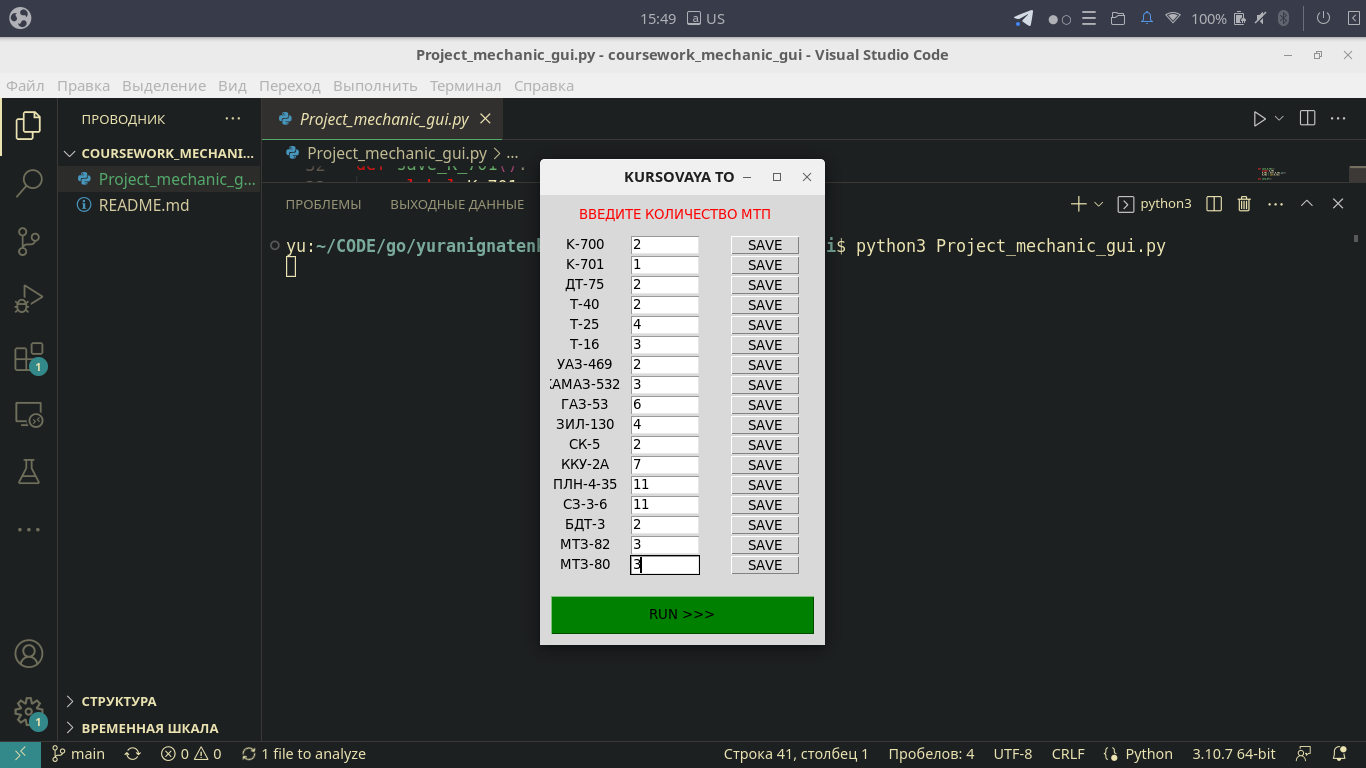 15:49 a US 100%
Project_mechanic_gui.py - coursework_mechanic_gui - Visual Studio Code
Файл Правка Выделение Вид Переход Выполнить Терминал Справка
ПРОВОДНИК ...
Project_mechanic_gui.py
COURSEWORK_MECHANI...
Project_mechanic_gui.py > ...
Project_mechanic_g...
README.md
ПРОБЛЕМЫ ВЫХОДНЫЕ ДАННЫЕ
python3
yu:~/CODE/go/yuranignaten
i$ python3 Project_mechanic_gui.py
KURSOVAYA TO
ВВЕДИТЕ КОЛИЧЕСТВО МТП
К-700 2 SAVE
К-701 1 SAVE
ДТ-75 2 SAVE
Т-40 2 SAVE
Т-25 4 SAVE
Т-16 3 SAVE
УАЗ-469 2 SAVE
АМАЗ-532 3 SAVE
ГАЗ-53 6 SAVE
ЗИЛ-130 4 SAVE
СК-5 2 SAVE
ККУ-2А 7 SAVE
ПЛН-4-35 11 SAVE
СЗ-3-6 11 SAVE
БДТ-3 2 SAVE
МТЗ-82 3 SAVE
МТЗ-80 3 SAVE
RUN >>>
1
1
СТРУКТУРА
ВРЕМЕННАЯ ШКАЛА
main 0 0 1 file to analyze Строка 41, столбец 1 Пробелов: 4 UTF-8 CRLF Python 3.10.7 64-bit